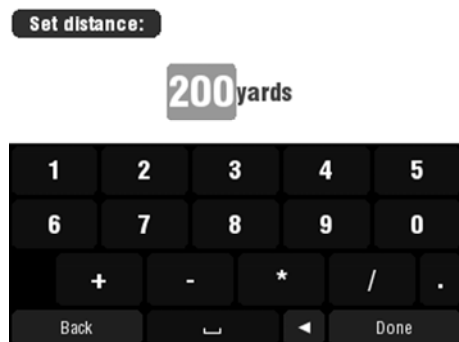 Set distance:
200 yards
1 2 3 4 5
6 7 8 9 0
+ - * / .
Back Done